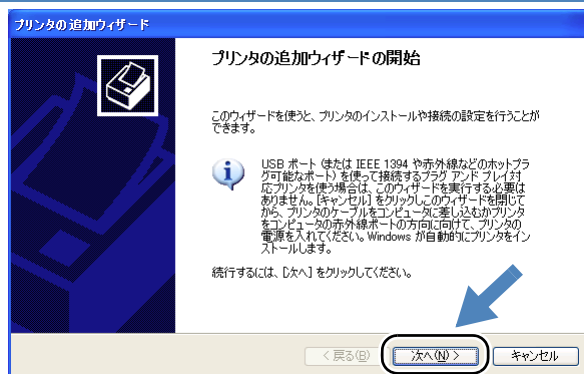 プリンタの追加ウィザード
プリンタの追加ウィザードの開始
このウィザードを使うと、プリンタのインストールや接続の設定を行うことが
できます。
USB ポート (または IEEE 1394 や赤外線などのホットプラ
グ可能なポート) を使って接続するプラグ アンド プレイ対
応プリンタを使う場合は、このウィザードを実行する必要は
ありません。[キャンセル] をクリックしこのウィザードを閉じて
から、プリンタのケーブルをコンピュータに差し込むかプリンタ
をコンピュータの赤外線ポートの方向に向けて、プリンタの
電源を入れてください。Windows が自動的にプリンタをイン
ストールします。
続行するには、[次へ] をクリックしてください。
< 戻る(B)
次へ(N) >
キャンセル